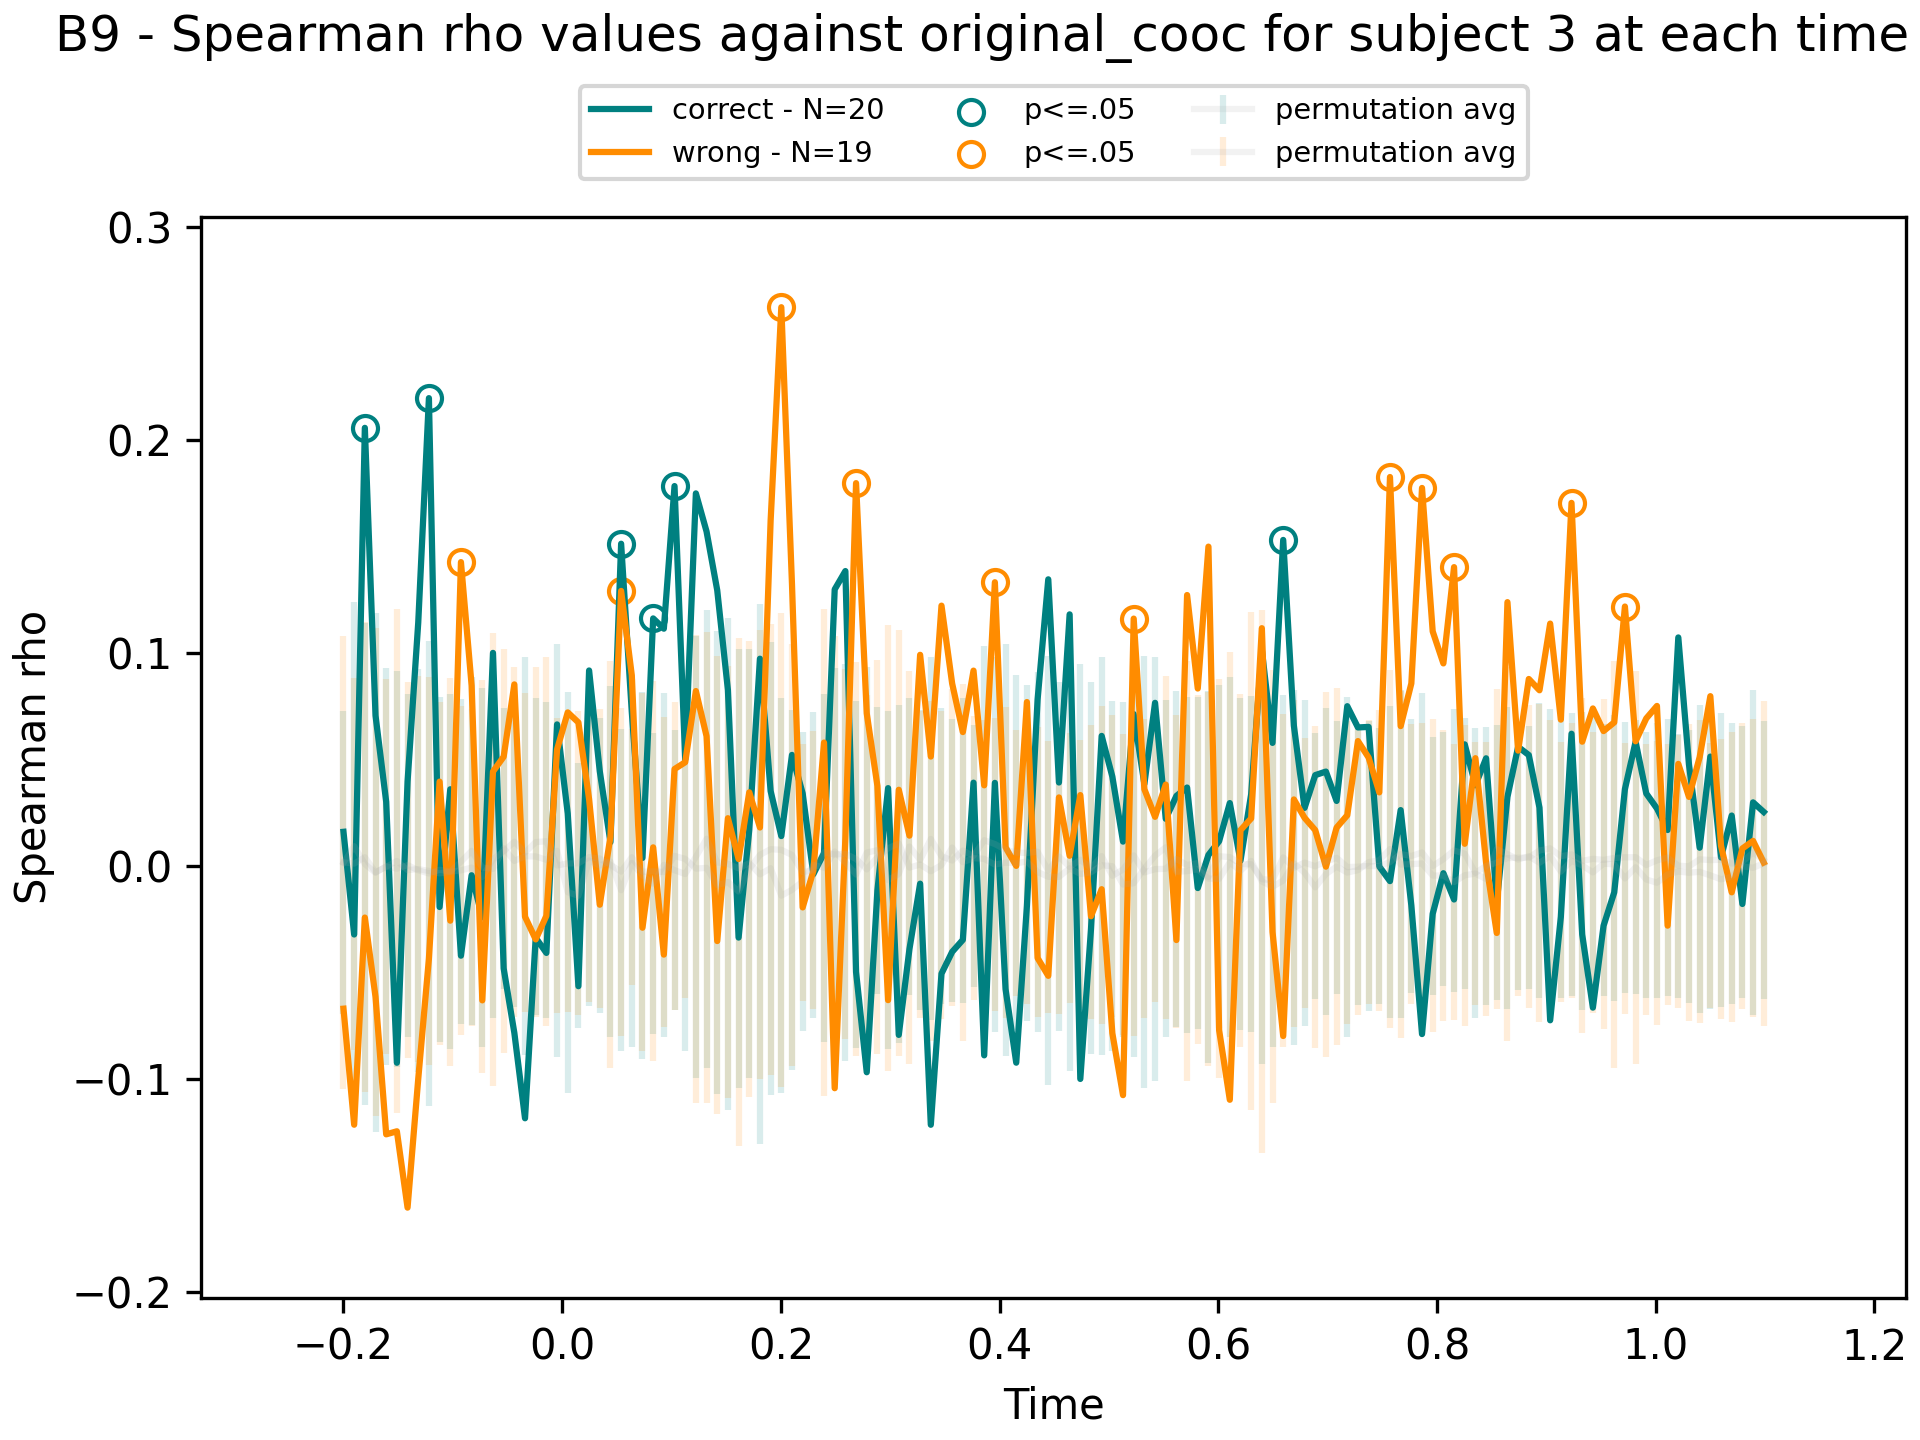 B9 - Spearman rho values against original_cooc for subject 3 at each time
correct - N=20
wrong - N=19
p<=.05
p<=.05
permutation avg
permutation avg
0.3
0.2
0.1
0.0
−0.1
−0.2
Spearman rho
−0.2 0.0 0.2 0.4 0.6 0.8 1.0 1.2
Time